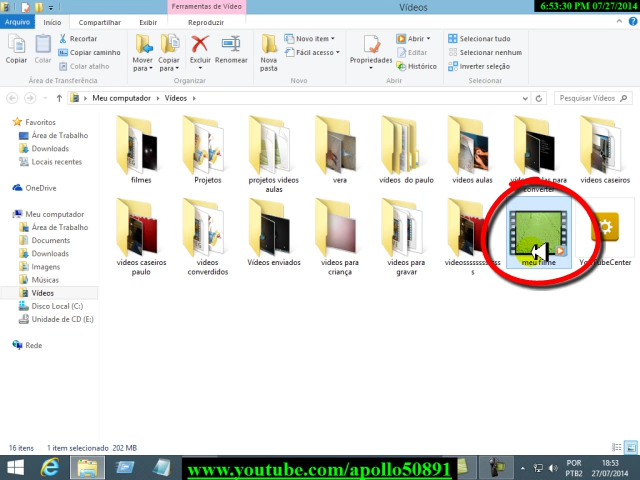 Ferramentas de Vídeo
Vídeos
6:53:30 PM 07/27/2014
Arquivo
Início
Compartilhar
Exibir
Reproduzir
Copiar
Colar
Recortar
Copiar caminho
Colar atalho
Área de Transferência
Mover para
Copiar para
Excluir
Renomear
Organizar
Nova pasta
Novo item
Fácil acesso
Novo
Propriedades
Abrir
Editar
Histórico
Abrir
Selecionar tudo
Selecionar nenhum
Inverter seleção
Selecionar
Meu computador
Vídeos
Pesquisar Vídeos
Favoritos
Área de Trabalho
Downloads
Locais recentes
OneDrive
Meu computador
Área de Trabalho
Documents
Downloads
Imagens
Músicas
Vídeos
Disco Local (C:)
Unidade de CD (E:)
Rede
filmes
Projetos
projetos videos aulas
vera
videos do paulo
videos aulas
para converter
videos caseiros
videos caseiros paulo
videos converdidos
Vídeos enviados
videos para criança
videos para gravar
meu filme
YouTubeCenter
16 itens
1 item selecionado 202 MB
www.youtube.com/apollo50891
POR
PTB2
18:53
27/07/2014